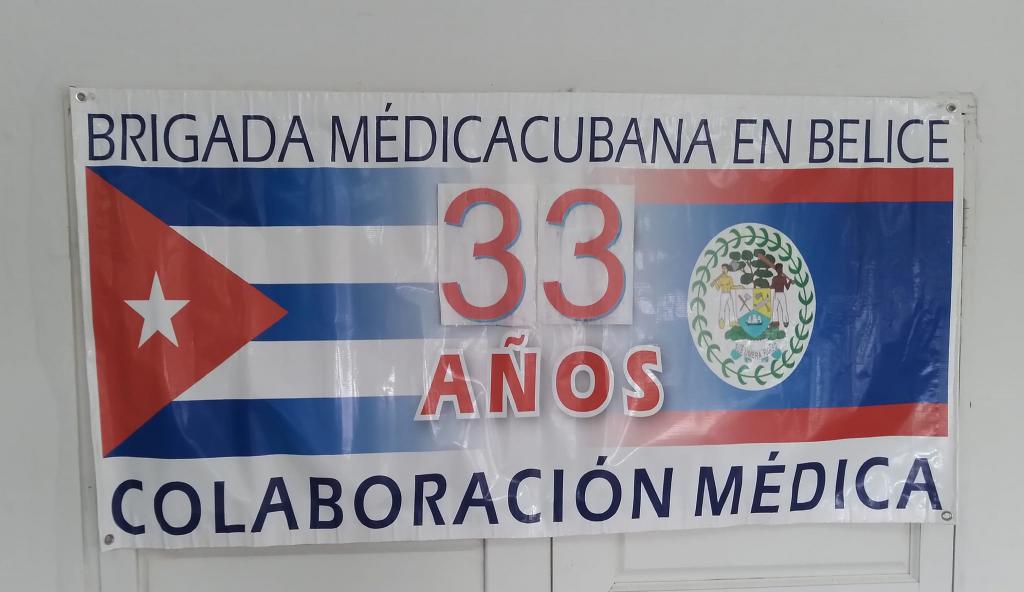 BRIGADA MÉDICACUBANA EN BELICE
33
AÑOS
COLABORACIÓN MÉDICA